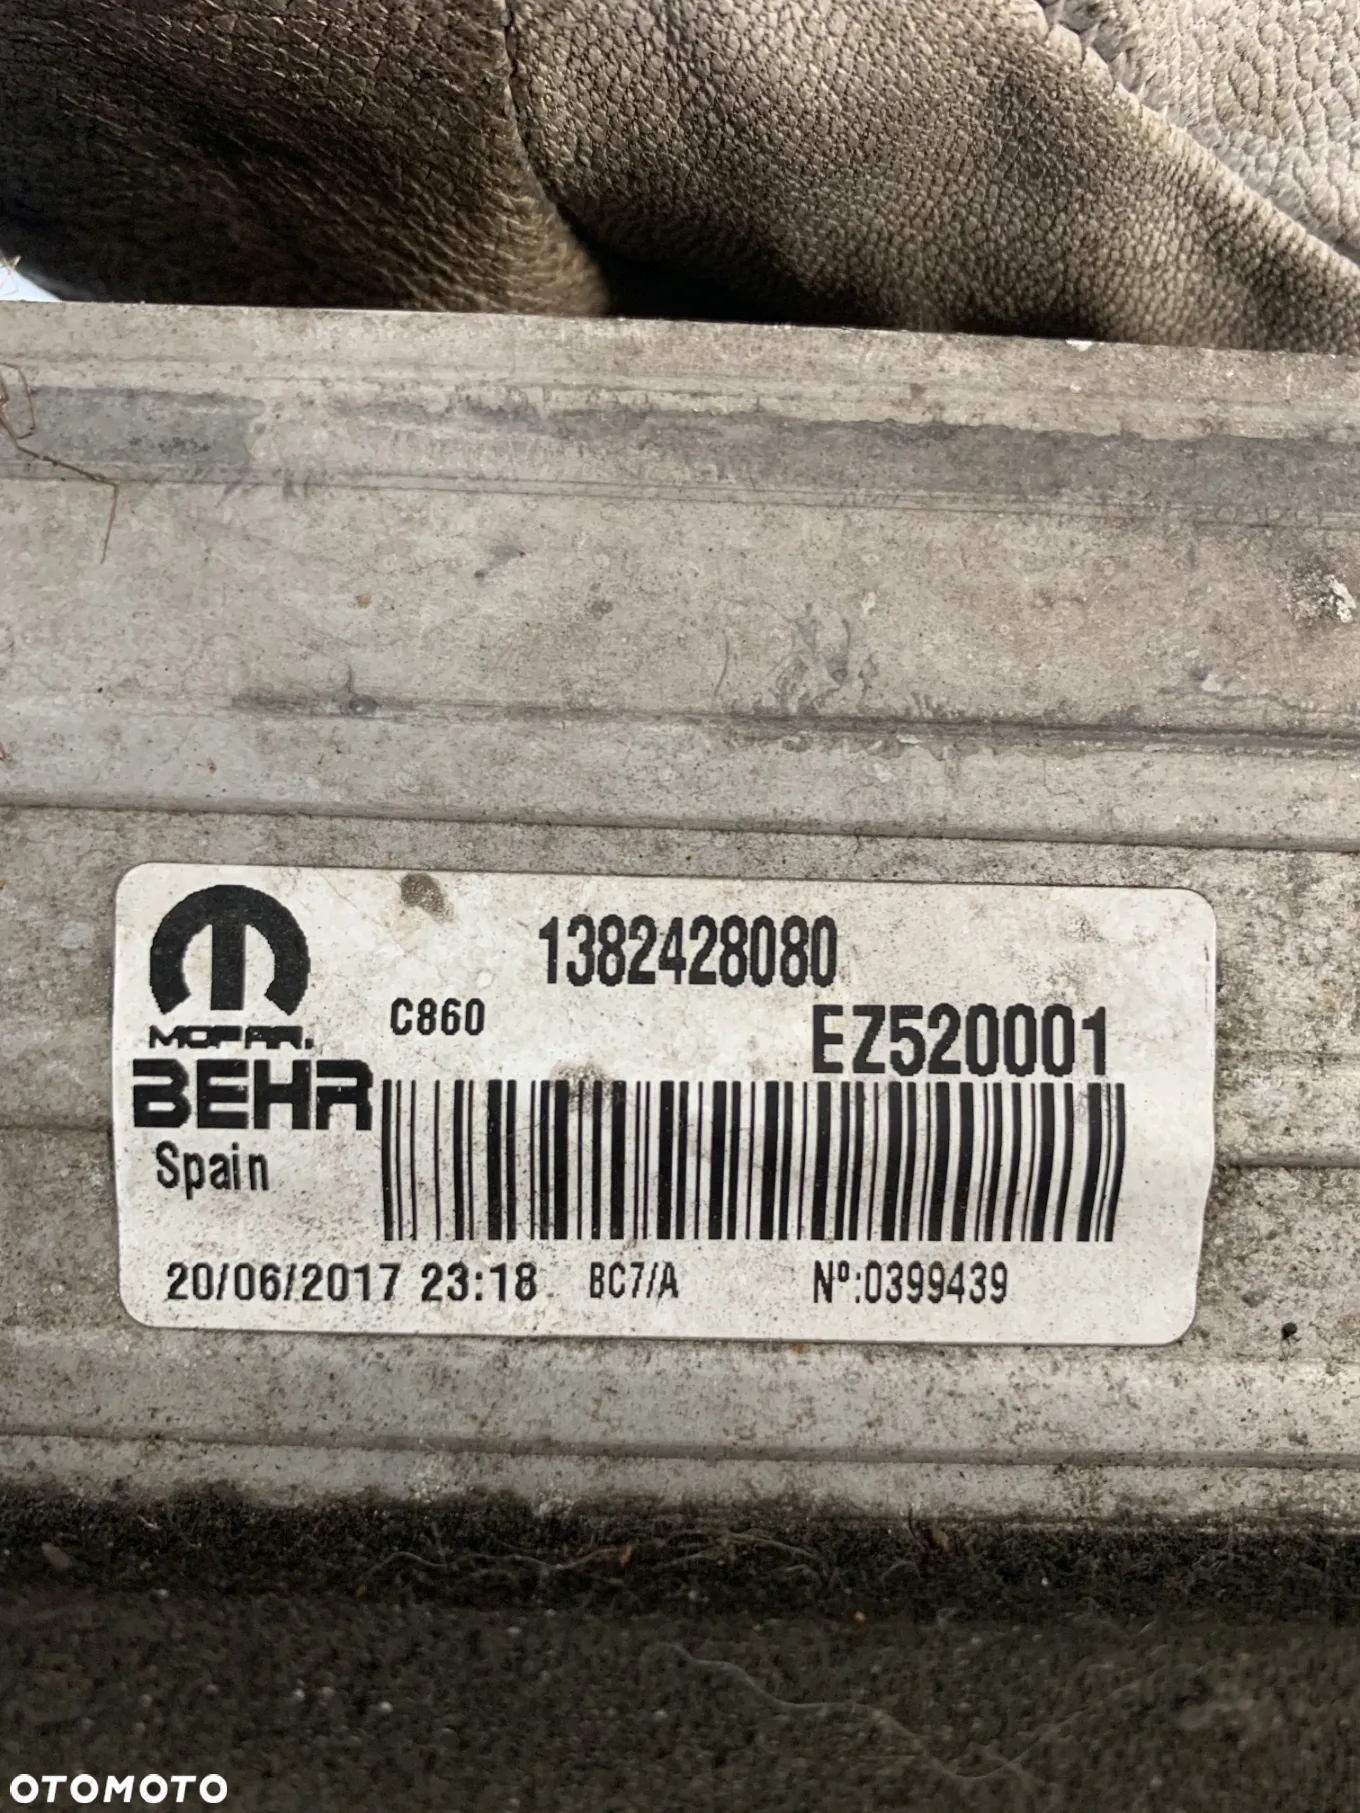 1382428080
MOPAR.
C860
EZ520001
BEHR
Spain
20/06/2017 23:18 BC7/A Nº:0399439
OTOMOTO